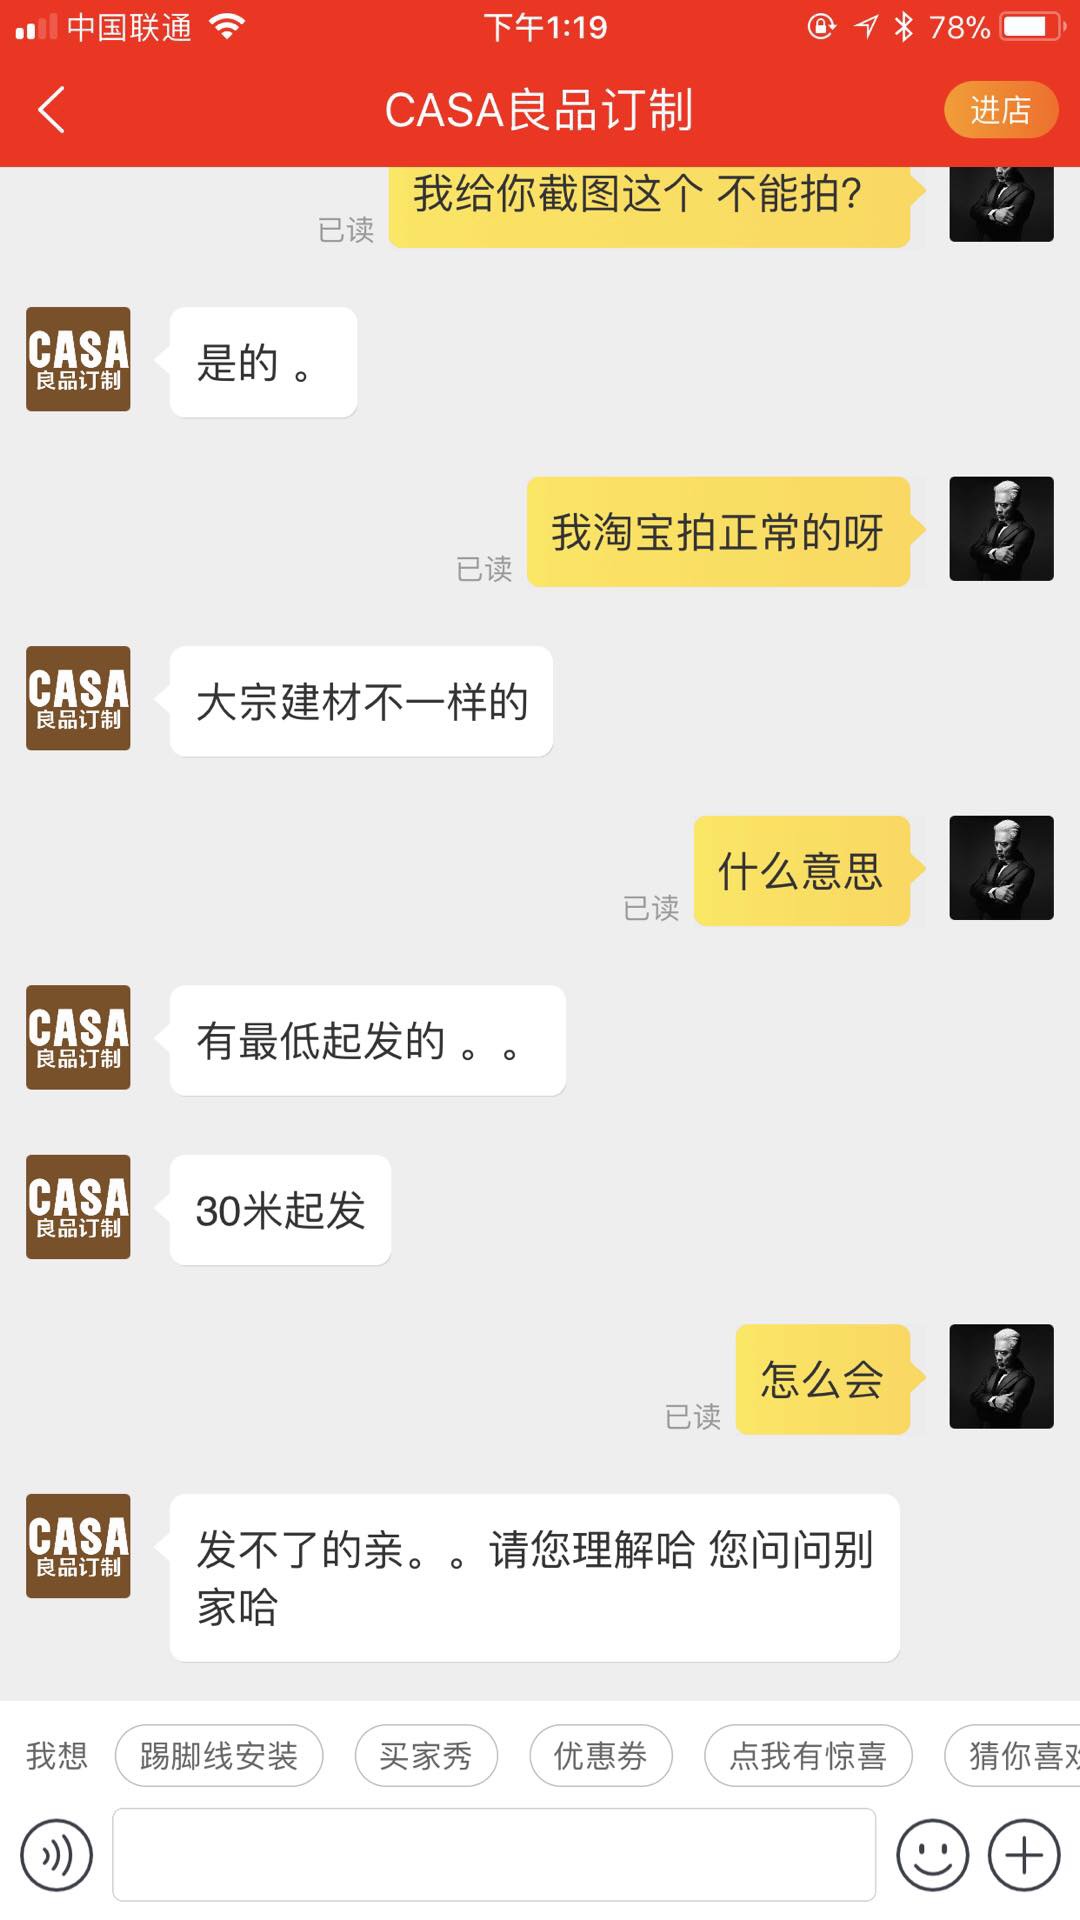 中国联通
下午1:19
78%
CASA良品订制
进店
我给你截图这个 不能拍?
已读
CASA
良品订制
是的 。
我淘宝拍正常的呀
已读
CASA
良品订制
大宗建材不一样的
什么意思
已读
CASA
良品订制
有最低起发的 。。
CASA
良品订制
30米起发
怎么会
已读
CASA
良品订制
发不了的亲。。请您理解哈 您问问别
家哈
我想
踢脚线安装
买家秀
优惠券
点我有惊喜
猜你喜欢